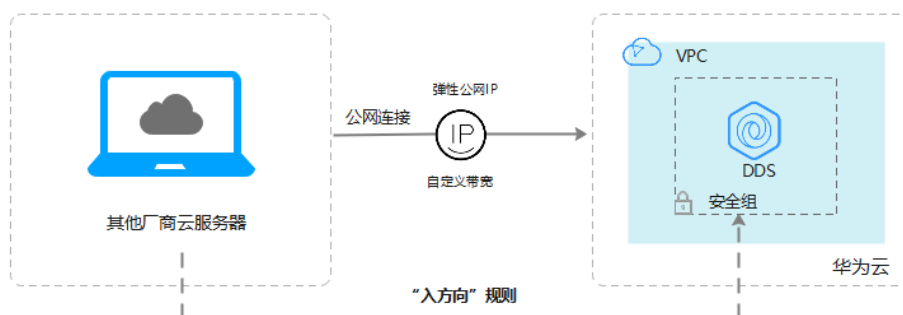 其他厂商云服务器
公网连接
弹性公网IP
IP
自定义带宽
“入方向”规则
VPC
DDS
安全组
华为云